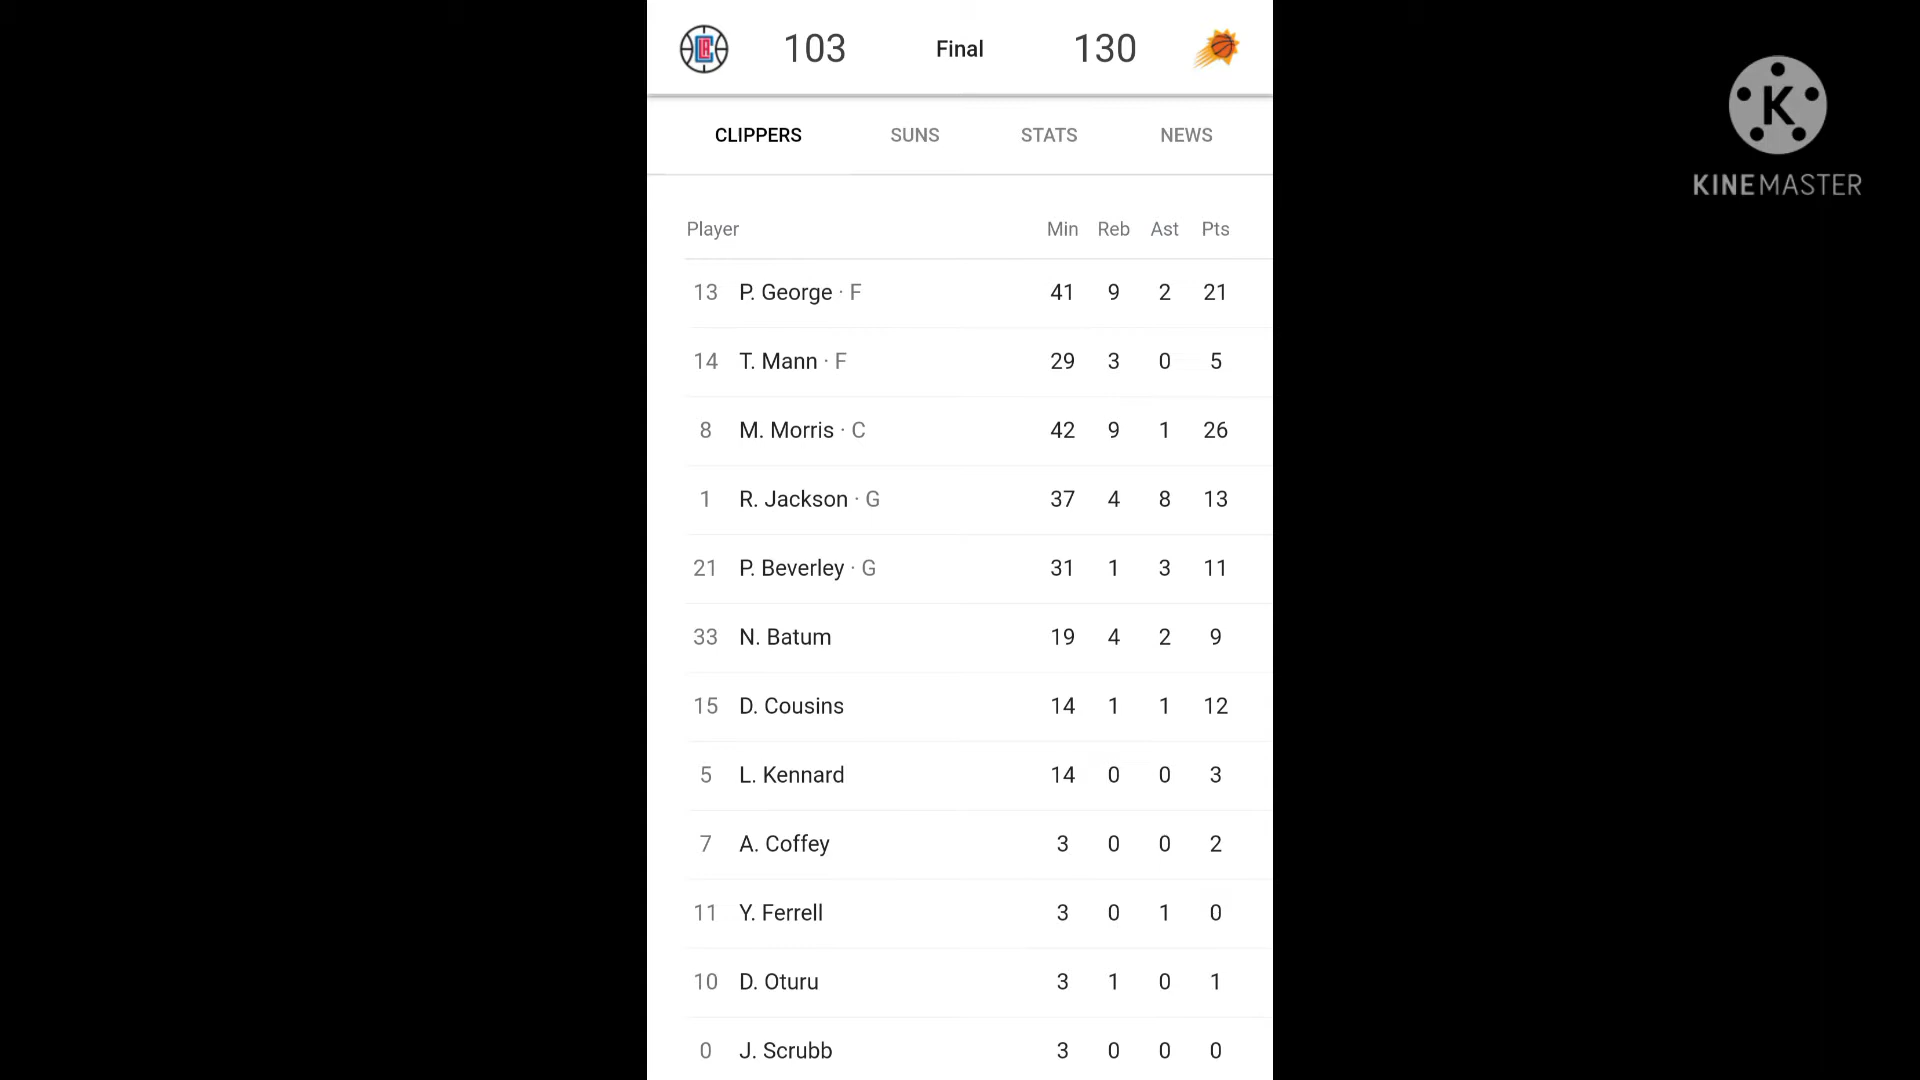 103 Final 130
CLIPPERS SUNS STATS NEWS
Player Min Reb Ast Pts
13 P. George · F 41 9 2 21
14 T. Mann · F 29 3 0 5
8 M. Morris · C 42 9 1 26
1 R. Jackson · G 37 4 8 13
21 P. Beverley · G 31 1 3 11
33 N. Batum 19 4 2 9
15 D. Cousins 14 1 1 12
5 L. Kennard 14 0 0 3
7 A. Coffey 3 0 0 2
11 Y. Ferrell 3 0 1 0
10 D. Oturu 3 1 0 1
0 J. Scrubb 3 0 0 0
K
KINEMASTER